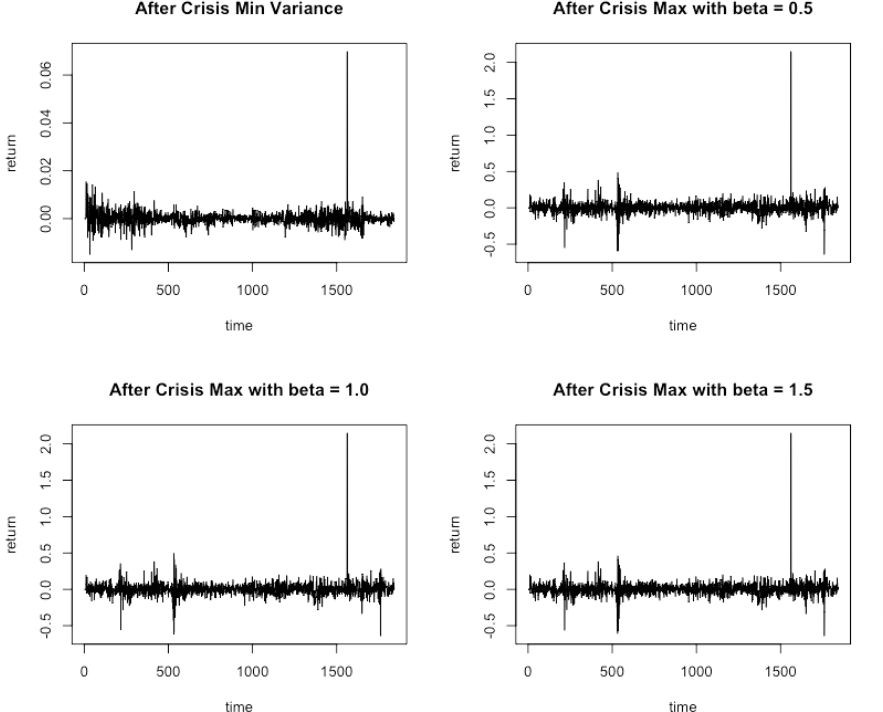 After Crisis Min Variance
return
0.00 0.02 0.04 0.06
0 500 1000 1500
time
After Crisis Max with beta = 0.5
return
-0.5 0.0 0.5 1.0 1.5 2.0
0 500 1000 1500
time
After Crisis Max with beta = 1.0
return
-0.5 0.0 0.5 1.0 1.5 2.0
0 500 1000 1500
time
After Crisis Max with beta = 1.5
return
-0.5 0.0 0.5 1.0 1.5 2.0
0 500 1000 1500
time